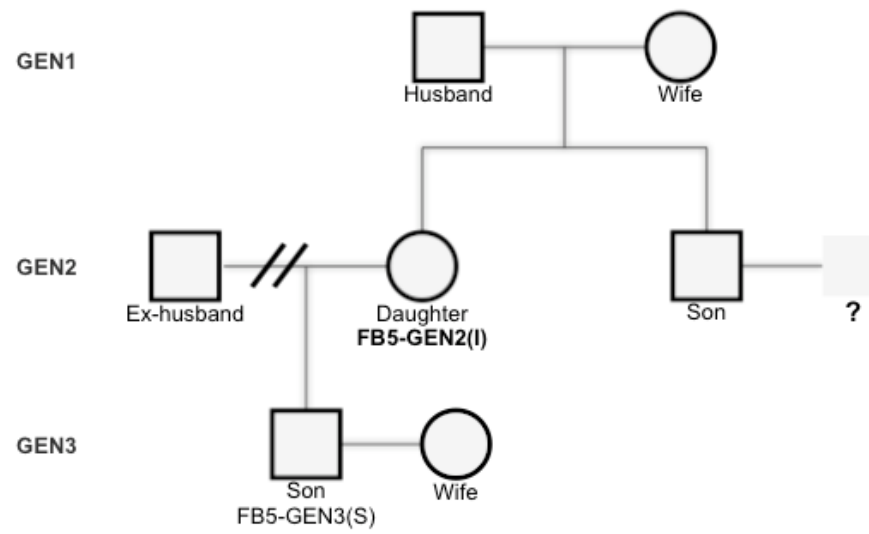 GEN1
Husband
Wife
GEN2
Ex-husband
Daughter
FB5-GEN2(I)
Son
?
GEN3
Son
FB5-GEN3(S)
Wife